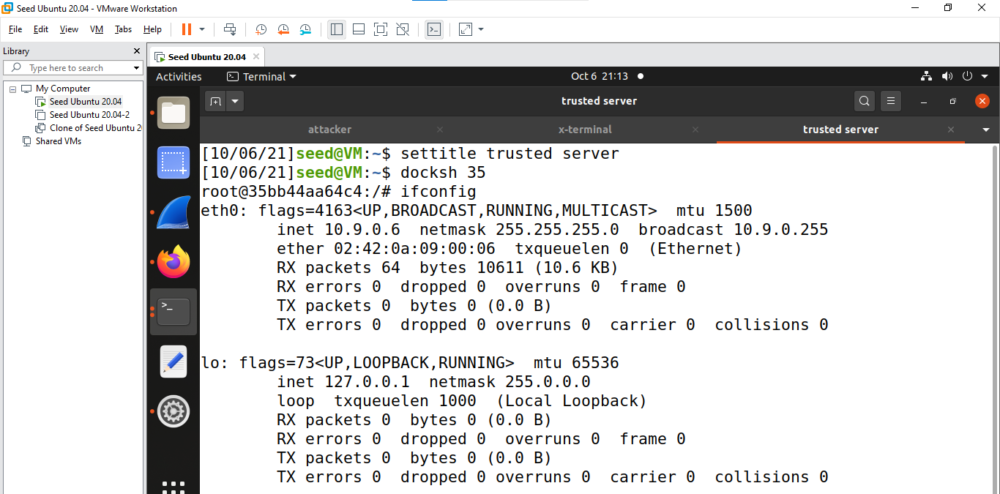 Seed Ubuntu 20.04 - VMware Workstation
File Edit View VM Tabs Help
Library
Type here to search
My Computer
Seed Ubuntu 20.04
Seed Ubuntu 20.04-2
Clone of Seed Ubuntu 2
Shared VMs
Seed Ubuntu 20.04
Activities Terminal Oct 6 21:13
trusted server
attacker x-terminal trusted server
[10/06/21]seed@VM:~$ settitle trusted server
[10/06/21]seed@VM:~$ docksh 35
root@35bb44aa64c4:/# ifconfig
eth0: flags=4163<UP,BROADCAST,RUNNING,MULTICAST>  mtu 1500
        inet 10.9.0.6  netmask 255.255.255.0  broadcast 10.9.0.255
        ether 02:42:0a:09:00:06  txqueuelen 0  (Ethernet)
        RX packets 64  bytes 10611 (10.6 KB)
        RX errors 0  dropped 0  overruns 0  frame 0
        TX packets 0  bytes 0 (0.0 B)
        TX errors 0  dropped 0 overruns 0  carrier 0  collisions 0
lo: flags=73<UP,LOOPBACK,RUNNING>  mtu 65536
        inet 127.0.0.1  netmask 255.0.0.0
        loop  txqueuelen 1000  (Local Loopback)
        RX packets 0  bytes 0 (0.0 B)
        RX errors 0  dropped 0  overruns 0  frame 0
        TX packets 0  bytes 0 (0.0 B)
        TX errors 0  dropped 0 overruns 0  carrier 0  collisions 0